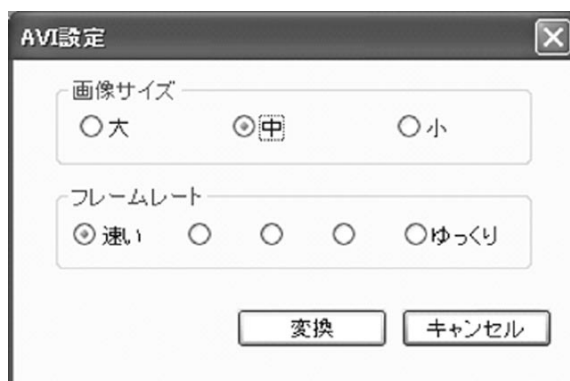 AVI設定
画像サイズ
大 中 小
フレームレート
速い ゆっくり
変換 キャンセル